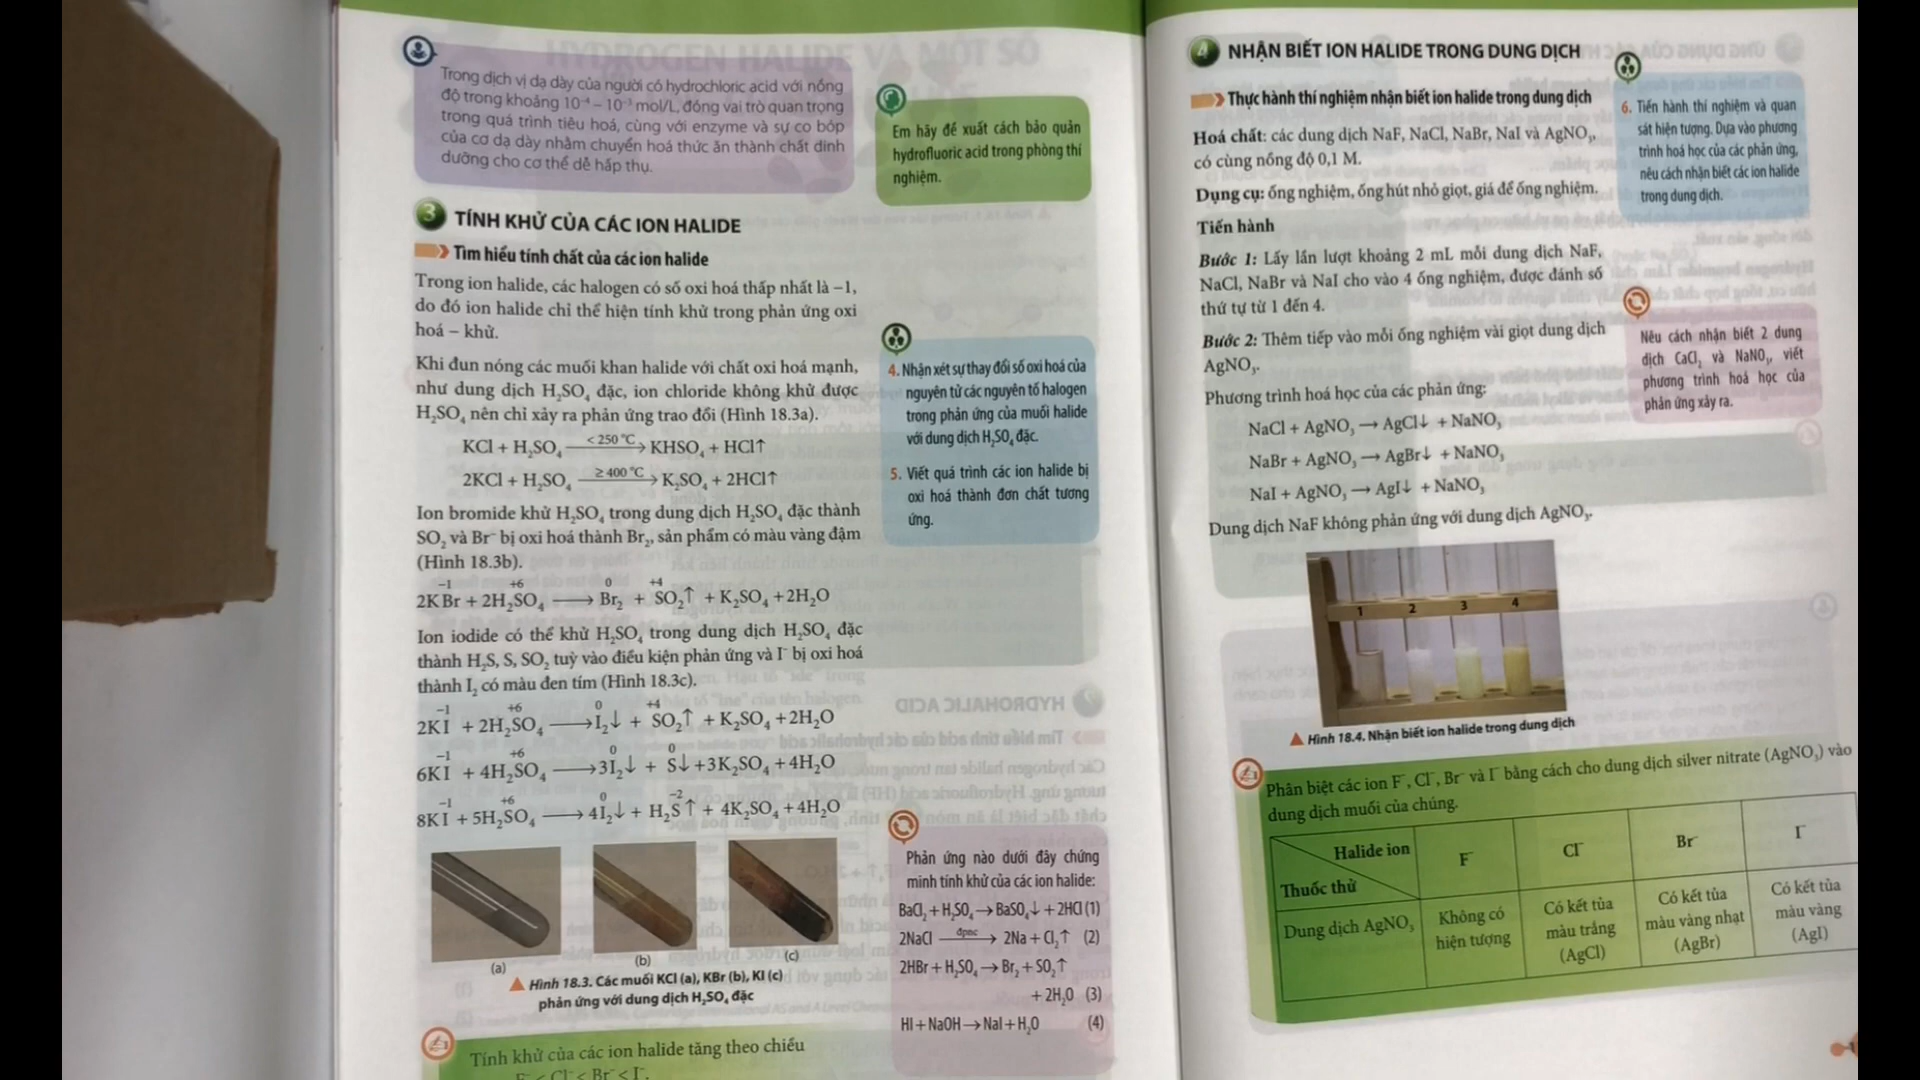 Trong dịch vị dạ dày của người có hydrochloric acid với nồng
độ trong khoảng 10⁻⁴ – 10⁻³ mol/L, đóng vai trò quan trọng
trong quá trình tiêu hoá, cùng với enzyme và sự co bóp
của cơ dạ dày nhằm chuyển hoá thức ăn thành chất dinh
dưỡng cho cơ thể dễ hấp thụ.
Em hãy đề xuất cách bảo quản
hydrofluoric acid trong phòng thí
nghiệm.
3 TÍNH KHỬ CỦA CÁC ION HALIDE
Tìm hiểu tính chất của các ion halide
Trong ion halide, các halogen có số oxi hoá thấp nhất là –1,
do đó ion halide chỉ thể hiện tính khử trong phản ứng oxi
hoá – khử.
Khi đun nóng các muối khan halide với chất oxi hoá mạnh,
như dung dịch H₂SO₄ đặc, ion chloride không khử được
H₂SO₄ nên chỉ xảy ra phản ứng trao đổi (Hình 18.3a).
KCl + H₂SO₄ —< 250 °C→ KHSO₄ + HCl↑
2KCl + H₂SO₄ —≥ 400 °C→ K₂SO₄ + 2HCl↑
Ion bromide khử H₂SO₄ trong dung dịch H₂SO₄ đặc thành
SO₂ và Br⁻ bị oxi hoá thành Br₂, sản phẩm có màu vàng đậm
(Hình 18.3b).
–1 +6 0 +4
2KBr + 2H₂SO₄ ⟶ Br₂ + SO₂↑ + K₂SO₄ + 2H₂O
Ion iodide có thể khử H₂SO₄ trong dung dịch H₂SO₄ đặc
thành H₂S, S, SO₂ tuỳ vào điều kiện phản ứng và I⁻ bị oxi hoá
thành I₂ có màu đen tím (Hình 18.3c).
–1 +6 0 +4
2KI + 2H₂SO₄ ⟶ I₂↓ + SO₂↑ + K₂SO₄ + 2H₂O
–1 +6 0 0
6KI + 4H₂SO₄ ⟶ 3I₂↓ + S↓ + 3K₂SO₄ + 4H₂O
–1 +6 0 –2
8KI + 5H₂SO₄ ⟶ 4I₂↓ + H₂S↑ + 4K₂SO₄ + 4H₂O
(a) (b) (c)
Hình 18.3. Các muối KCl (a), KBr (b), KI (c)
phản ứng với dung dịch H₂SO₄ đặc
Tính khử của các ion halide tăng theo chiều
F⁻ < Cl⁻ < Br⁻ < I⁻.
4. Nhận xét sự thay đổi số oxi hoá của
nguyên tử các nguyên tố halogen
trong phản ứng của muối halide
với dung dịch H₂SO₄ đặc.
5. Viết quá trình các ion halide bị
oxi hoá thành đơn chất tương
ứng.
Phản ứng nào dưới đây chứng
minh tính khử của các ion halide:
BaCl₂ + H₂SO₄ → BaSO₄↓ + 2HCl (1)
2NaCl —đpnc→ 2Na + Cl₂↑ (2)
2HBr + H₂SO₄ → Br₂ + SO₂↑
+ 2H₂O (3)
HI + NaOH → NaI + H₂O (4)
4 NHẬN BIẾT ION HALIDE TRONG DUNG DỊCH
Thực hành thí nghiệm nhận biết ion halide trong dung dịch
Hoá chất: các dung dịch NaF, NaCl, NaBr, NaI và AgNO₃,
có cùng nồng độ 0,1 M.
Dụng cụ: ống nghiệm, ống hút nhỏ giọt, giá để ống nghiệm.
Tiến hành
Bước 1: Lấy lần lượt khoảng 2 mL mỗi dung dịch NaF,
NaCl, NaBr và NaI cho vào 4 ống nghiệm, được đánh số
thứ tự từ 1 đến 4.
Bước 2: Thêm tiếp vào mỗi ống nghiệm vài giọt dung dịch
AgNO₃.
Phương trình hoá học của các phản ứng:
NaCl + AgNO₃ → AgCl↓ + NaNO₃
NaBr + AgNO₃ → AgBr↓ + NaNO₃
NaI + AgNO₃ → AgI↓ + NaNO₃
Dung dịch NaF không phản ứng với dung dịch AgNO₃.
1 2 3 4
Hình 18.4. Nhận biết ion halide trong dung dịch
6. Tiến hành thí nghiệm và quan
sát hiện tượng. Dựa vào phương
trình hoá học của các phản ứng,
nêu cách nhận biết các ion halide
trong dung dịch.
Nêu cách nhận biết 2 dung
dịch CaCl₂ và NaNO₃, viết
phương trình hoá học của
phản ứng xảy ra.
Phân biệt các ion F⁻, Cl⁻, Br⁻ và I⁻ bằng cách cho dung dịch silver nitrate (AgNO₃) vào
dung dịch muối của chúng.
Halide ion F⁻ Cl⁻ Br⁻ I⁻
Thuốc thử
Dung dịch AgNO₃
Không có
hiện tượng
Có kết tủa
màu trắng
(AgCl)
Có kết tủa
màu vàng nhạt
(AgBr)
Có kết tủa
màu vàng
(AgI)